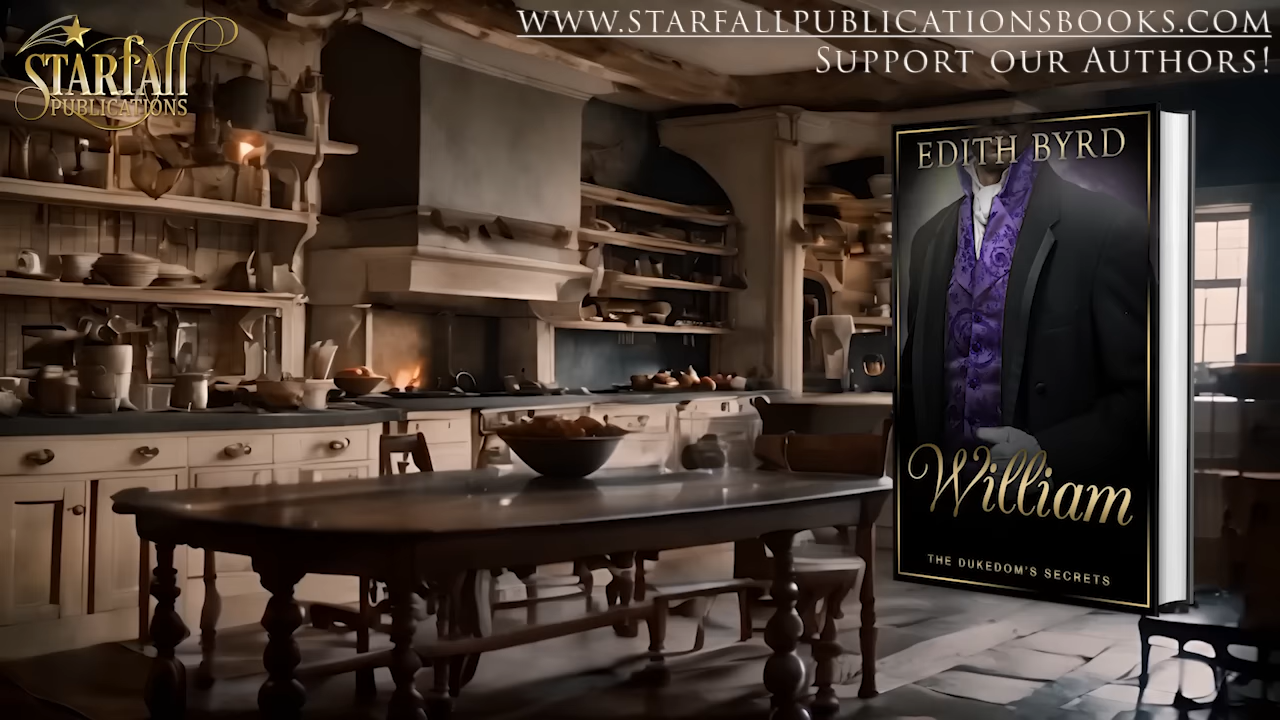 STARfall
PUBLICATIONS
WWW.STARFALLPUBLICATIONSBOOKS.COM
SUPPORT OUR AUTHORS!
EDITH BYRD
William
THE DUKEDOM'S SECRETS